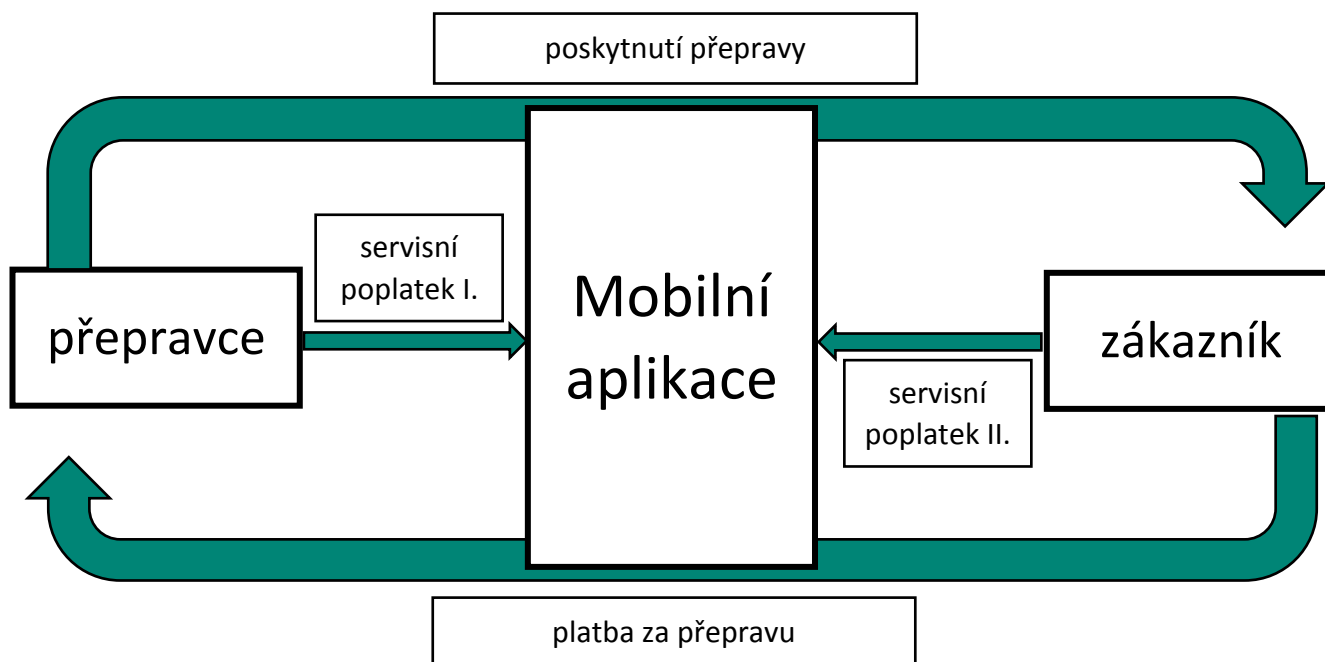 poskytnutí přepravy
servisní
poplatek I.
přepravce
Mobilní
aplikace
zákazník
servisní
poplatek II.
platba za přepravu